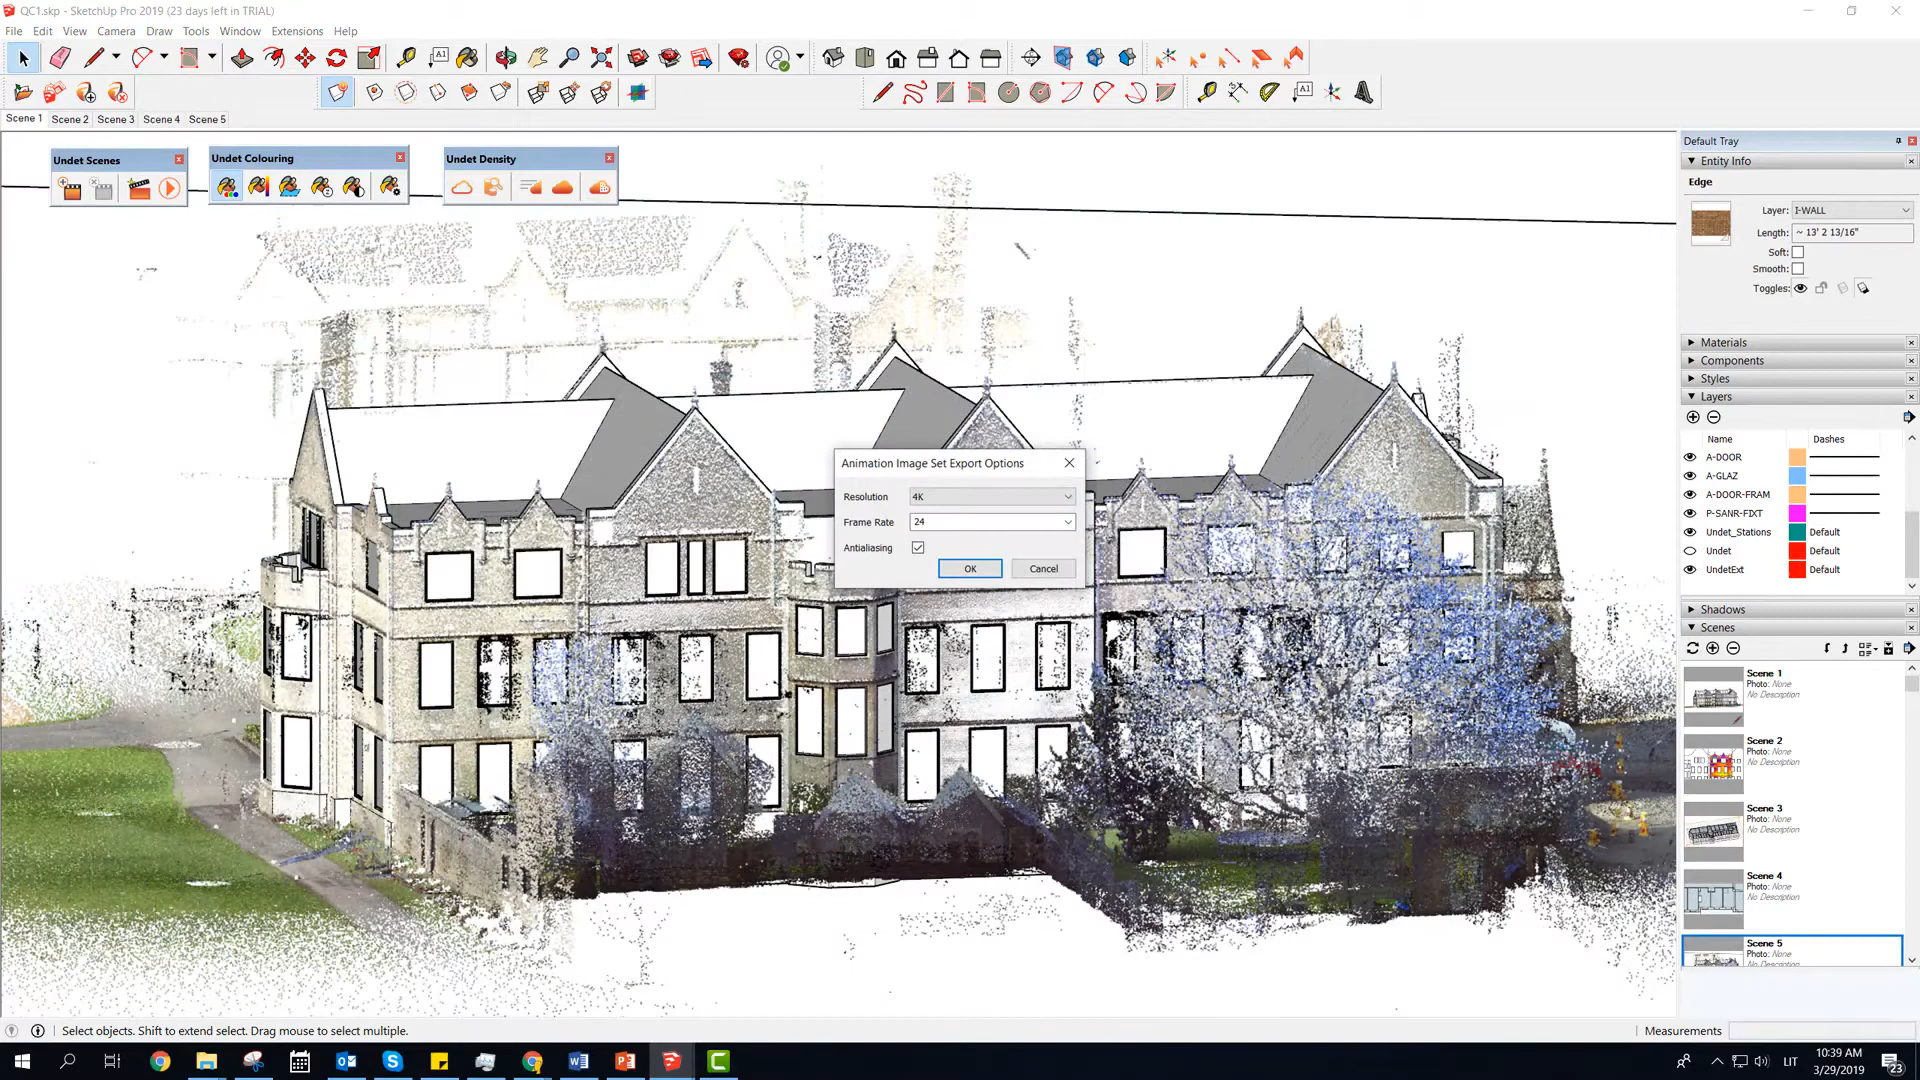 QC1.skp - SketchUp Pro 2019 (23 days left in TRIAL)
File Edit View Camera Draw Tools Window Extensions Help
A1
A1
Scene 1 Scene 2 Scene 3 Scene 4 Scene 5
Undet Scenes
Undet Colouring
Undet Density
Animation Image Set Export Options
Resolution 4K
Frame Rate 24
Antialiasing
OK Cancel
Default Tray
Entity Info
Edge
Layer: I-WALL
Length: ~ 13' 2 13/16"
Soft:
Smooth:
Toggles:
Materials
Components
Styles
Layers
Name Dashes
A-DOOR
A-GLAZ
A-DOOR-FRAM
P-SANR-FIXT
Undet_Stations Default
Undet Default
UndetExt Default
Shadows
Scenes
Scene 1
Photo: None
No Description
Scene 2
Photo: None
No Description
Scene 3
Photo: None
No Description
Scene 4
Photo: None
No Description
Scene 5
Photo: None
No Description
Select objects. Shift to extend select. Drag mouse to select multiple.
Measurements
LIT
10:39 AM
3/29/2019
23